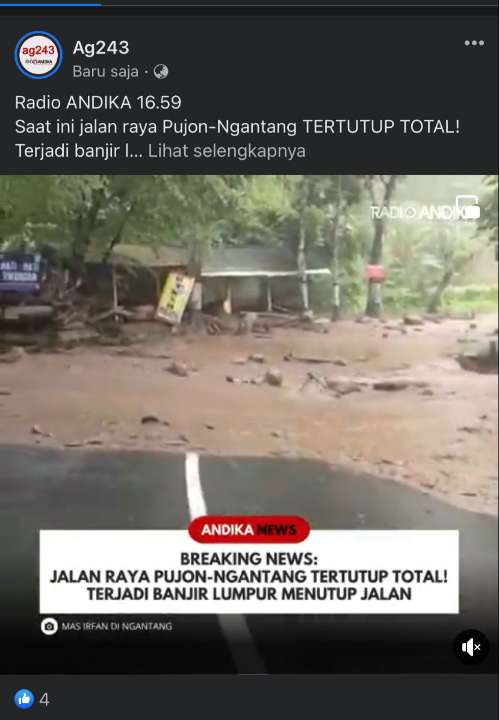 ag243
Ag243
Baru saja ·
Radio ANDIKA 16.59
Saat ini jalan raya Pujon-Ngantang TERTUTUP TOTAL!
Terjadi banjir l... Lihat selengkapnya
RADIO ANDIK
ANDIKA NEWS
BREAKING NEWS:
JALAN RAYA PUJON-NGANTANG TERTUTUP TOTAL!
TERJADI BANJIR LUMPUR MENUTUP JALAN
MAS IRFAN DI NGANTANG
4